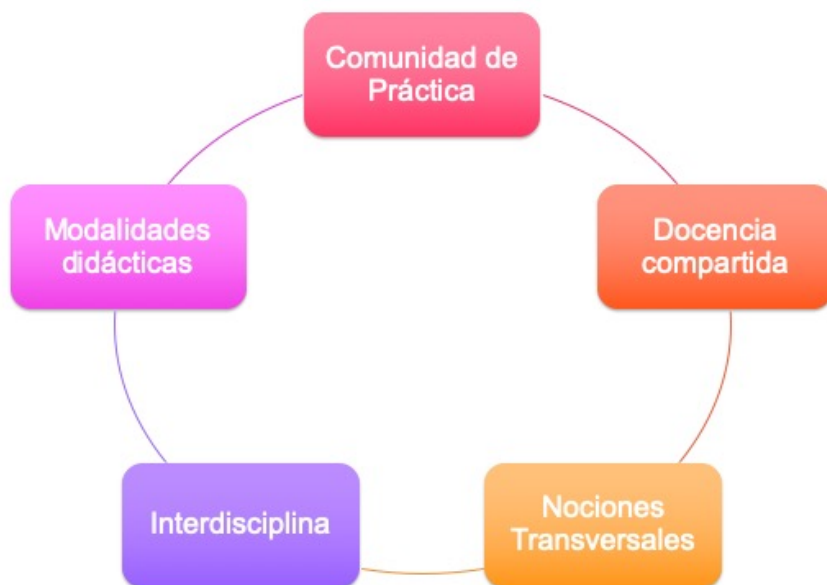 Comunidad de
Práctica
Modalidades
didácticas
Docencia
compartida
Interdisciplina
Nociones
Transversales